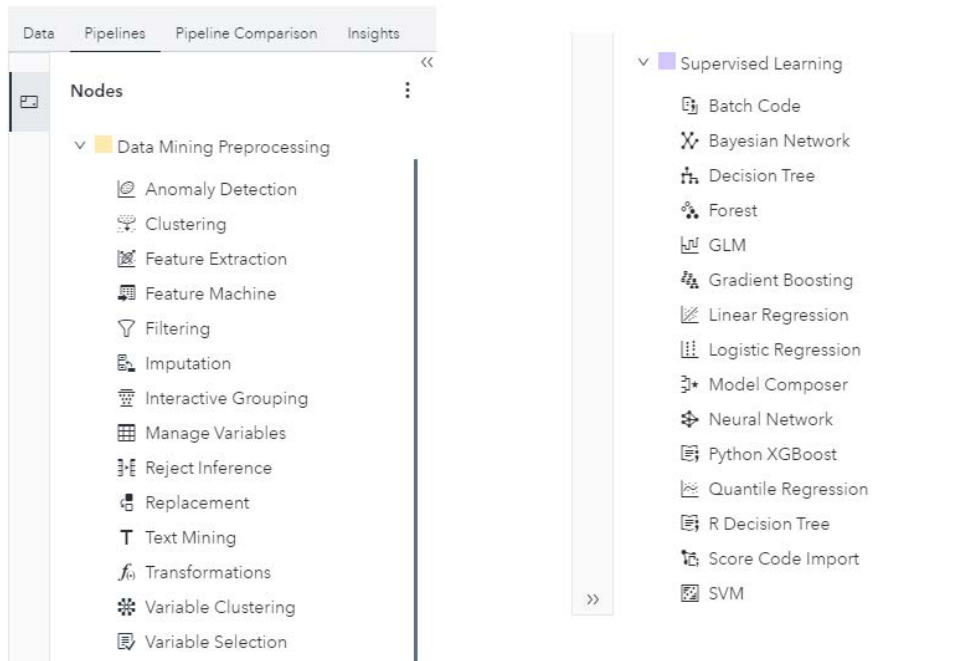 Data Pipelines Pipeline Comparison Insights
Nodes
Data Mining Preprocessing
Anomaly Detection
Clustering
Feature Extraction
Feature Machine
Filtering
Imputation
Interactive Grouping
Manage Variables
Reject Inference
Replacement
Text Mining
Transformations
Variable Clustering
Variable Selection
Supervised Learning
Batch Code
Bayesian Network
Decision Tree
Forest
GLM
Gradient Boosting
Linear Regression
Logistic Regression
Model Composer
Neural Network
Python XGBoost
Quantile Regression
R Decision Tree
Score Code Import
SVM